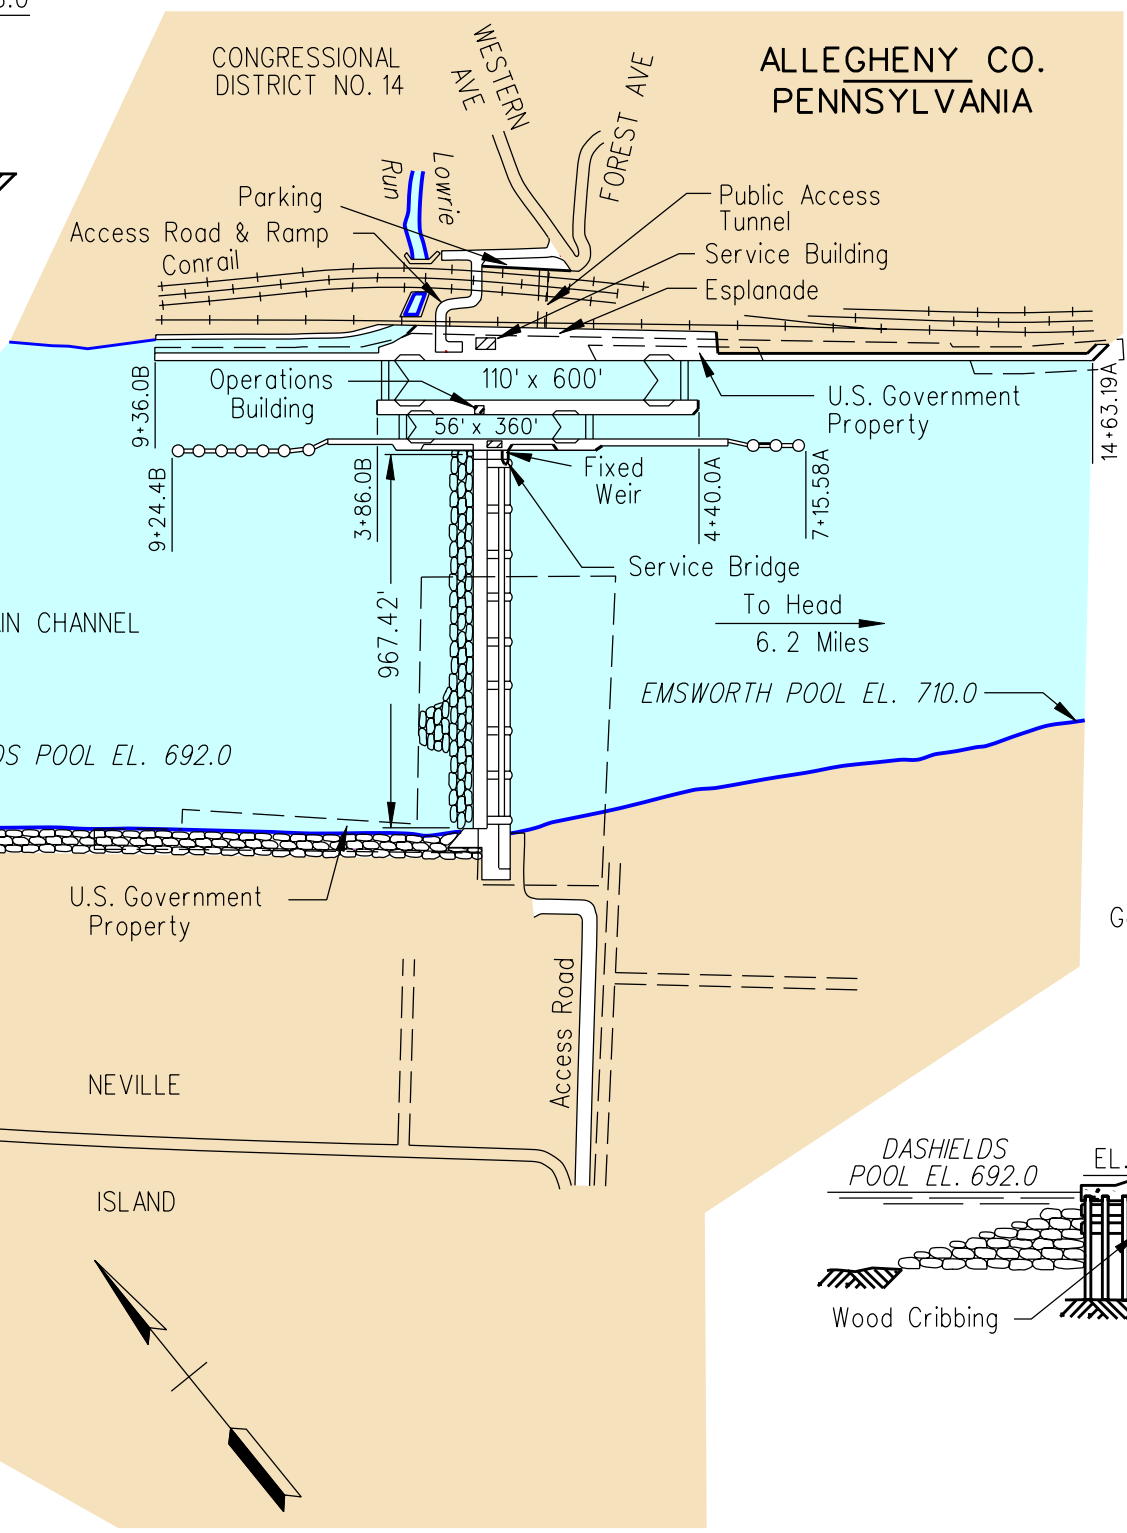 CONGRESSIONAL
DISTRICT NO. 14
WESTERN
AVE
FOREST AVE
ALLEGHENY CO.
PENNSYLVANIA
Lowrie
Run
Parking
Access Road & Ramp
Conrail
Public Access
Tunnel
Service Building
Esplanade
Operations
Building
110' x 600'
56' x 360'
U.S. Government
Property
9+36.0B
9+24.4B
3+86.0B
Fixed
Weir
4+40.0A
7+15.58A
14+63.19A
Service Bridge
967.42'
CHANNEL
To Head
6.2 Miles
EMSWORTH POOL EL. 710.0
POOL EL. 692.0
U.S. Government
Property
Access Road
NEVILLE
ISLAND
DASHIELDS
POOL EL. 692.0
EL.
Wood Cribbing